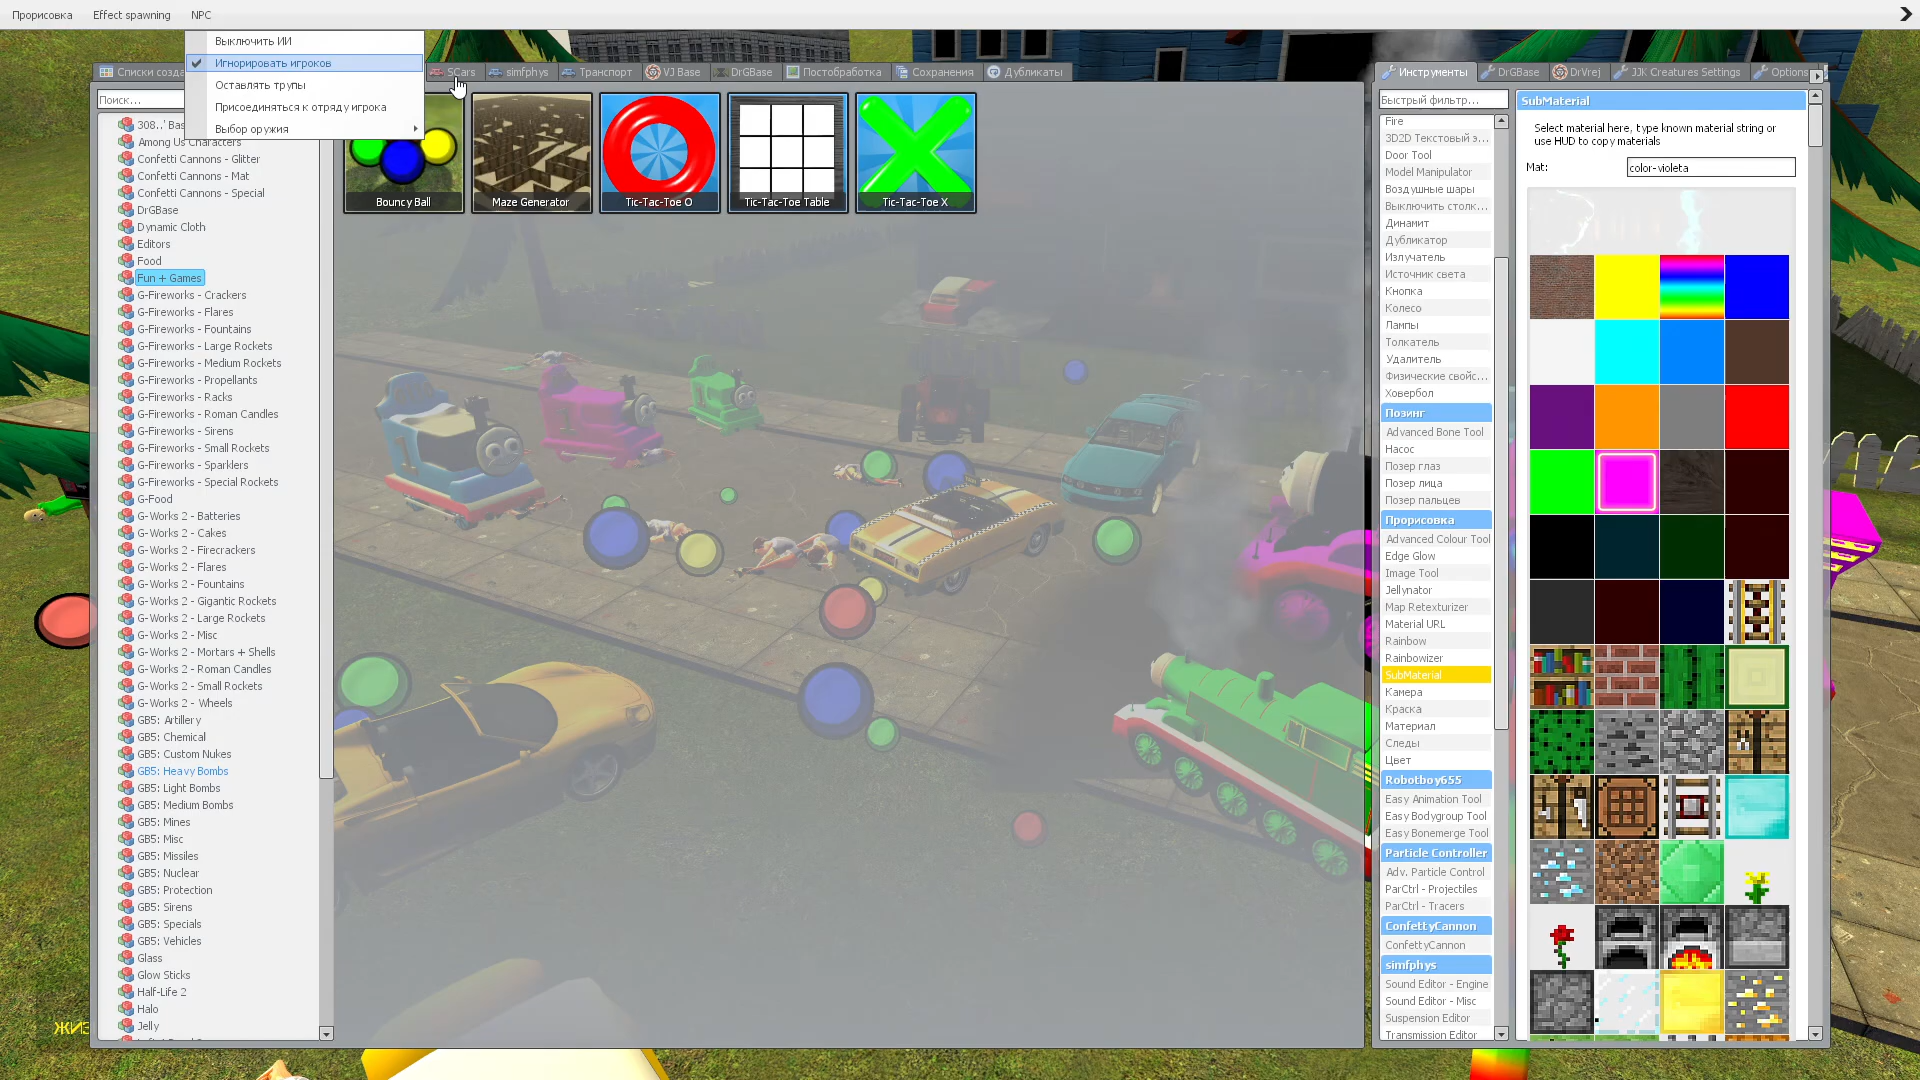 Прорисовка
Effect spawning
NPC
Выключить ИИ
Игнорировать игроков
Оставлять трупы
Присоединяться к отряду игрока
Выбор оружия
Списки созда
SCars
simfphys
Транспорт
VJ Base
DrGBase
Постобработка
Сохранения
Дубликаты
Поиск...
308..' Bas
Among Us Characters
Confetti Cannons - Glitter
Confetti Cannons - Mat
Confetti Cannons - Special
DrGBase
Dynamic Cloth
Editors
Food
Fun + Games
G-Fireworks - Crackers
G-Fireworks - Flares
G-Fireworks - Fountains
G-Fireworks - Large Rockets
G-Fireworks - Medium Rockets
G-Fireworks - Propellants
G-Fireworks - Racks
G-Fireworks - Roman Candles
G-Fireworks - Sirens
G-Fireworks - Small Rockets
G-Fireworks - Sparklers
G-Fireworks - Special Rockets
G-Food
G-Works 2 - Batteries
G-Works 2 - Cakes
G-Works 2 - Firecrackers
G-Works 2 - Flares
G-Works 2 - Fountains
G-Works 2 - Gigantic Rockets
G-Works 2 - Large Rockets
G-Works 2 - Misc
G-Works 2 - Mortars + Shells
G-Works 2 - Roman Candles
G-Works 2 - Small Rockets
G-Works 2 - Wheels
GB5: Artillery
GB5: Chemical
GB5: Custom Nukes
GB5: Heavy Bombs
GB5: Light Bombs
GB5: Medium Bombs
GB5: Mines
GB5: Misc
GB5: Missiles
GB5: Nuclear
GB5: Protection
GB5: Sirens
GB5: Specials
GB5: Vehicles
Glass
Glow Sticks
Half-Life 2
Halo
Jelly
Bouncy Ball
Maze Generator
Tic-Tac-Toe O
Tic-Tac-Toe Table
Tic-Tac-Toe X
Инструменты
DrGBase
DrVrej
JJK Creatures Settings
Options
Быстрый фильтр...
Fire
3D2D Текстовый э...
Door Tool
Model Manipulator
Воздушные шары
Выключить столк...
Динамит
Дубликатор
Излучатель
Источник света
Кнопка
Колесо
Лампы
Толкатель
Удалитель
Физические свойс...
Ховербол
Позинг
Advanced Bone Tool
Насос
Позер глаз
Позер лица
Позер пальцев
Прорисовка
Advanced Colour Tool
Edge Glow
Image Tool
Jellynator
Map Retexturizer
Material URL
Rainbow
Rainbowizer
SubMaterial
Камера
Краска
Материал
Следы
Цвет
Robotboy655
Easy Animation Tool
Easy Bodygroup Tool
Easy Bonemerge Tool
Particle Controller
Adv. Particle Control
ParCtrl - Projectiles
ParCtrl - Tracers
ConfettyCannon
ConfettyCannon
simfphys
Sound Editor - Engine
Sound Editor - Misc
Suspension Editor
Transmission Editor
SubMaterial
Select material here, type known material string or
use HUD to copy materials
Mat:
color-violeta
ЖИЗ